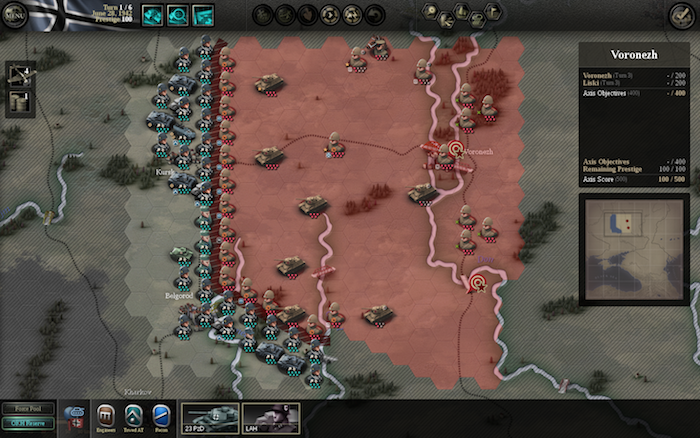 MENU
Turn 1 / 6
June 28, 1942
Prestige 100
Voronezh
Voronezh (Turn 3) - / 200
Liski (Turn 3) - / 200
Axis Objectives (400) - / 400
Axis Objectives - / 400
Remaining Prestige 100 / 100
Axis Score (500) 100 / 500
Voronezh
Kursk
Belgorod
Kharkov
Force Pool
OKH Reserve
Engineers
Towed AT
Recon
23 PzD
LAH